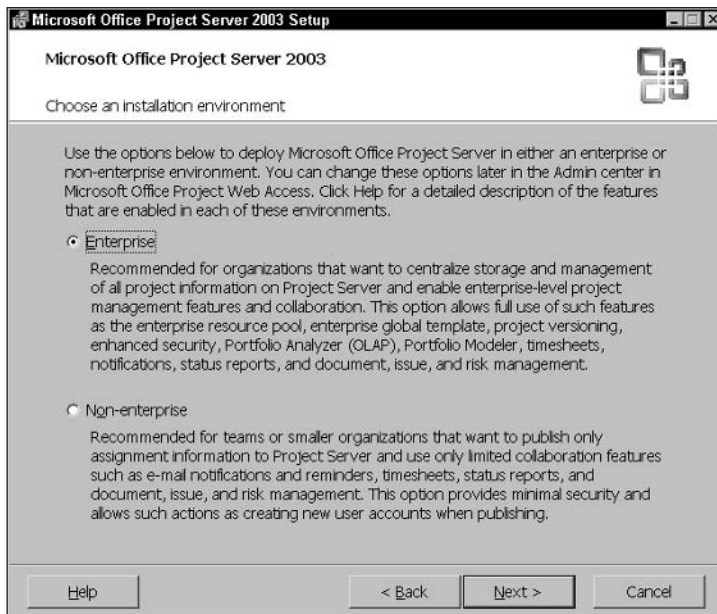 Microsoft Office Project Server 2003 Setup
Microsoft Office Project Server 2003
Choose an installation environment
Use the options below to deploy Microsoft Office Project Server in either an enterprise or
non-enterprise environment. You can change these options later in the Admin center in
Microsoft Office Project Web Access. Click Help for a detailed description of the features
that are enabled in each of these environments.
Enterprise
Recommended for organizations that want to centralize storage and management
of all project information on Project Server and enable enterprise-level project
management features and collaboration. This option allows full use of such features
as the enterprise resource pool, enterprise global template, project versioning,
enhanced security, Portfolio Analyzer (OLAP), Portfolio Modeler, timesheets,
notifications, status reports, and document, issue, and risk management.
Non-enterprise
Recommended for teams or smaller organizations that want to publish only
assignment information to Project Server and use only limited collaboration features
such as e-mail notifications and reminders, timesheets, status reports, and
document, issue, and risk management. This option provides minimal security and
allows such actions as creating new user accounts when publishing.
Help < Back Next > Cancel